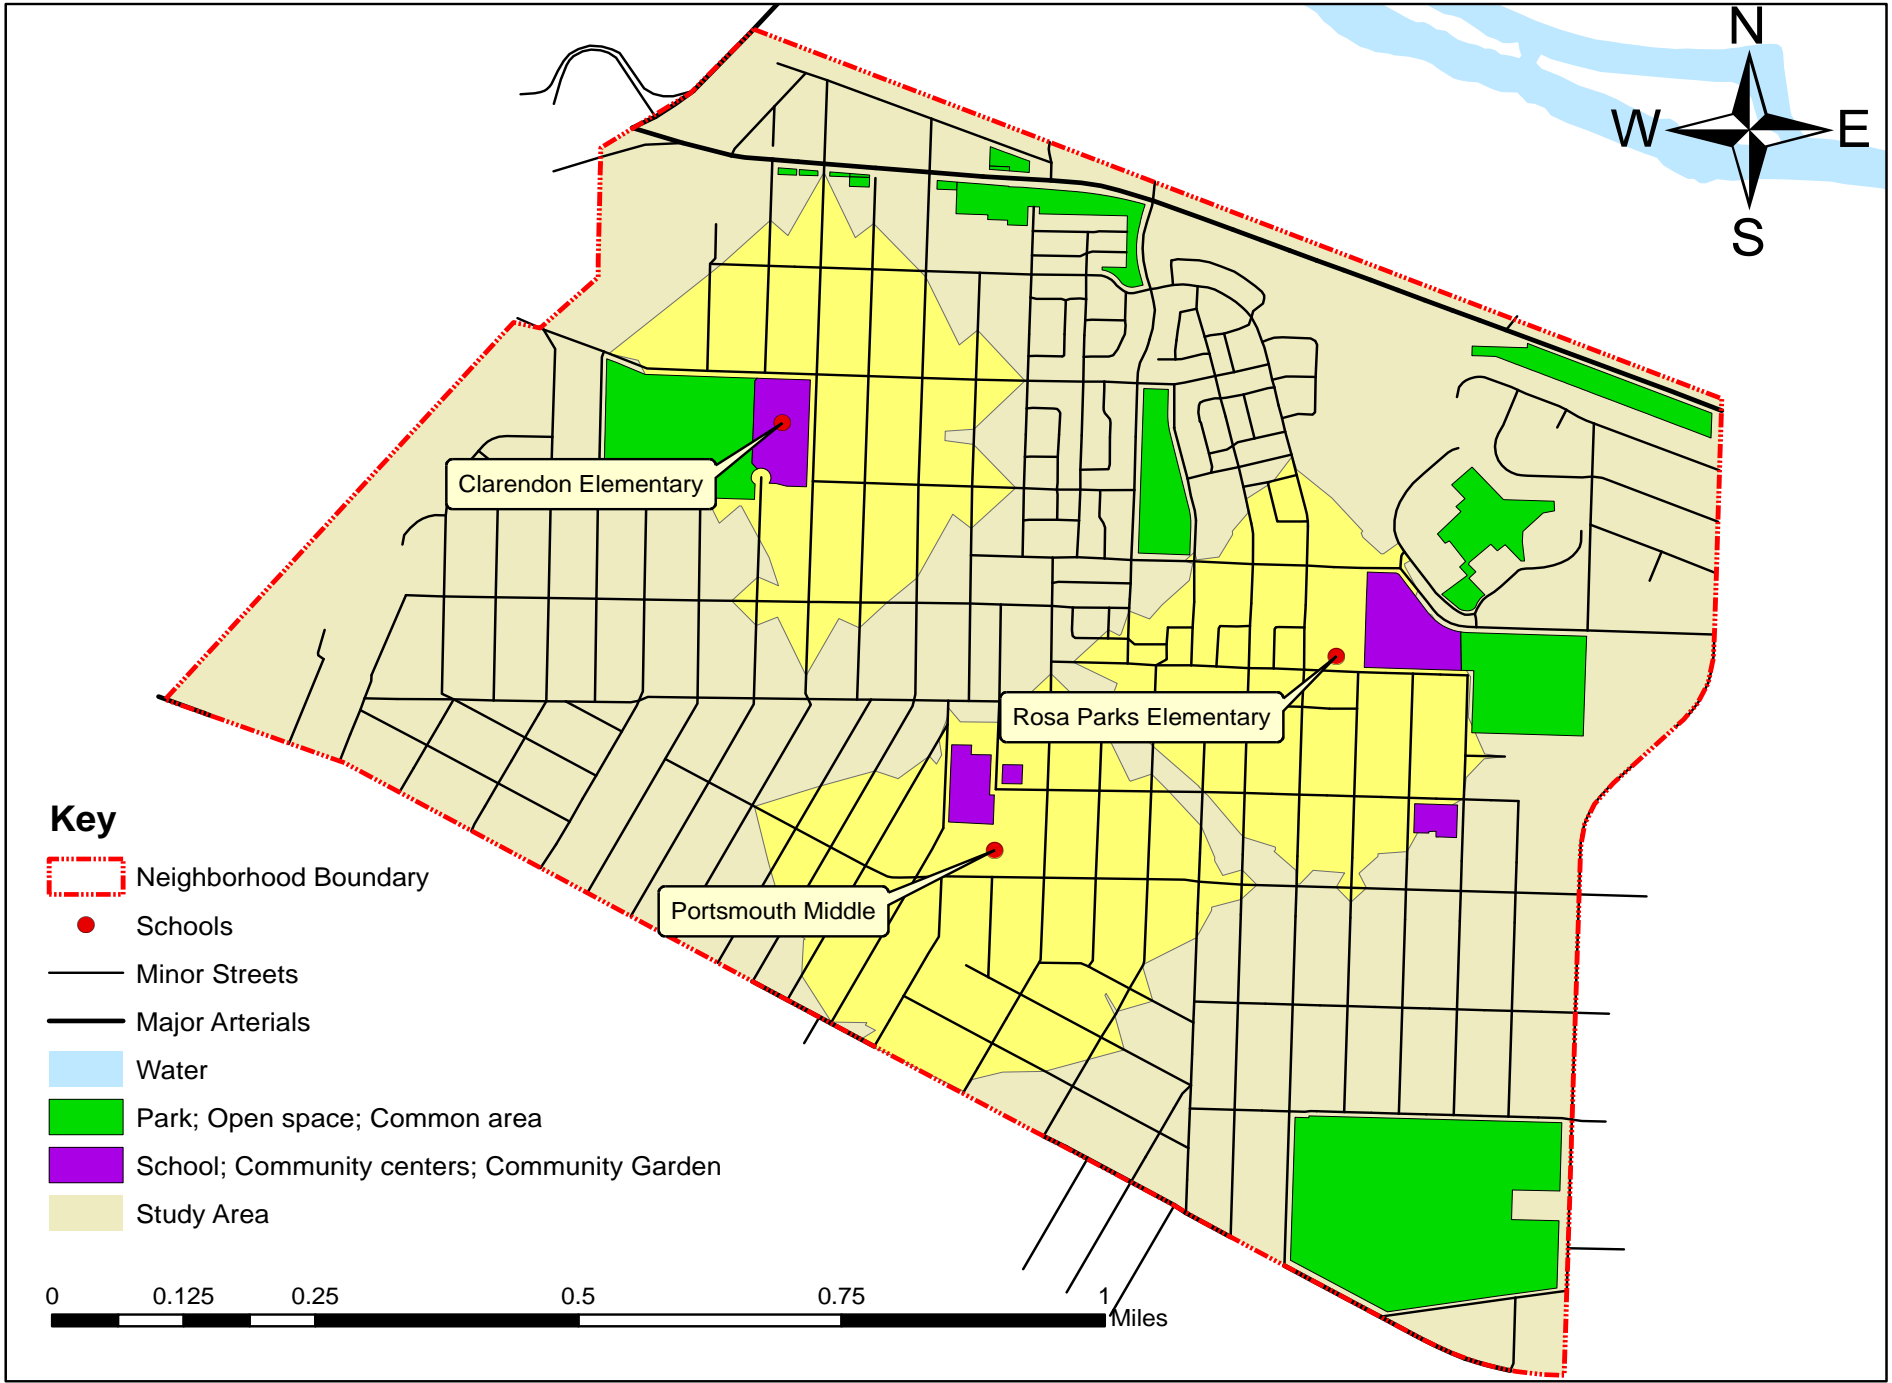 N
W E
S
Clarendon Elementary
Rosa Parks Elementary
Portsmouth Middle
Key
Neighborhood Boundary
Schools
Minor Streets
Major Arterials
Water
Park; Open space; Common area
School; Community centers; Community Garden
Study Area
0 0.125 0.25 0.5 0.75 1
Miles